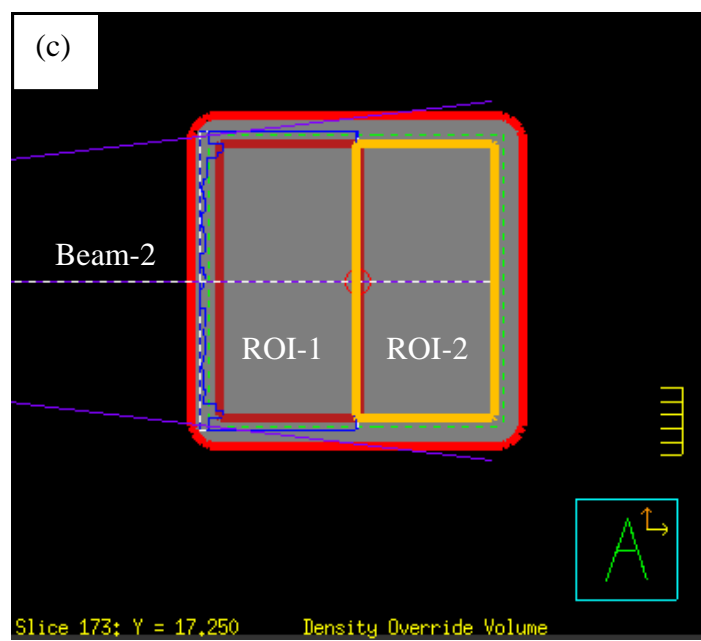 (c)
Beam-2
ROI-1 ROI-2
A
Slice 173: Y = 17.250 Density Override Volume